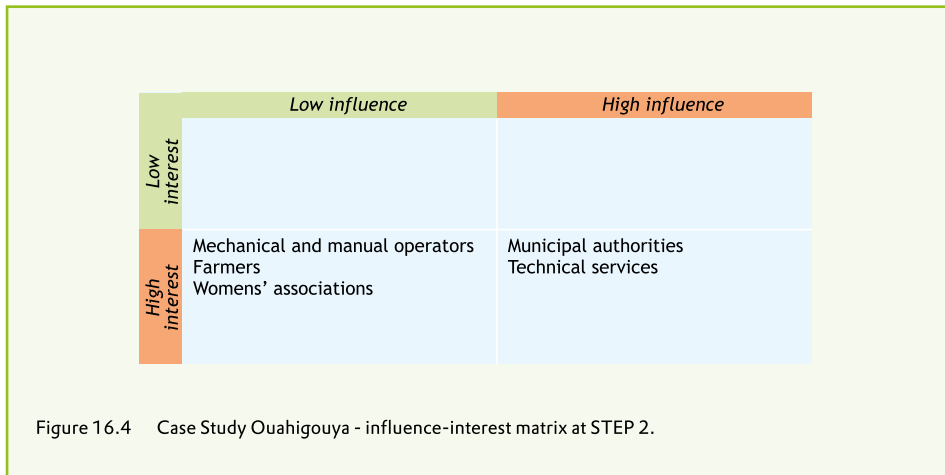 Low influence
High influence
Low
interest
High
interest
Mechanical and manual operators
Farmers
Womens’ associations
Municipal authorities
Technical services
Figure 16.4 Case Study Ouahigouya - influence-interest matrix at STEP 2.